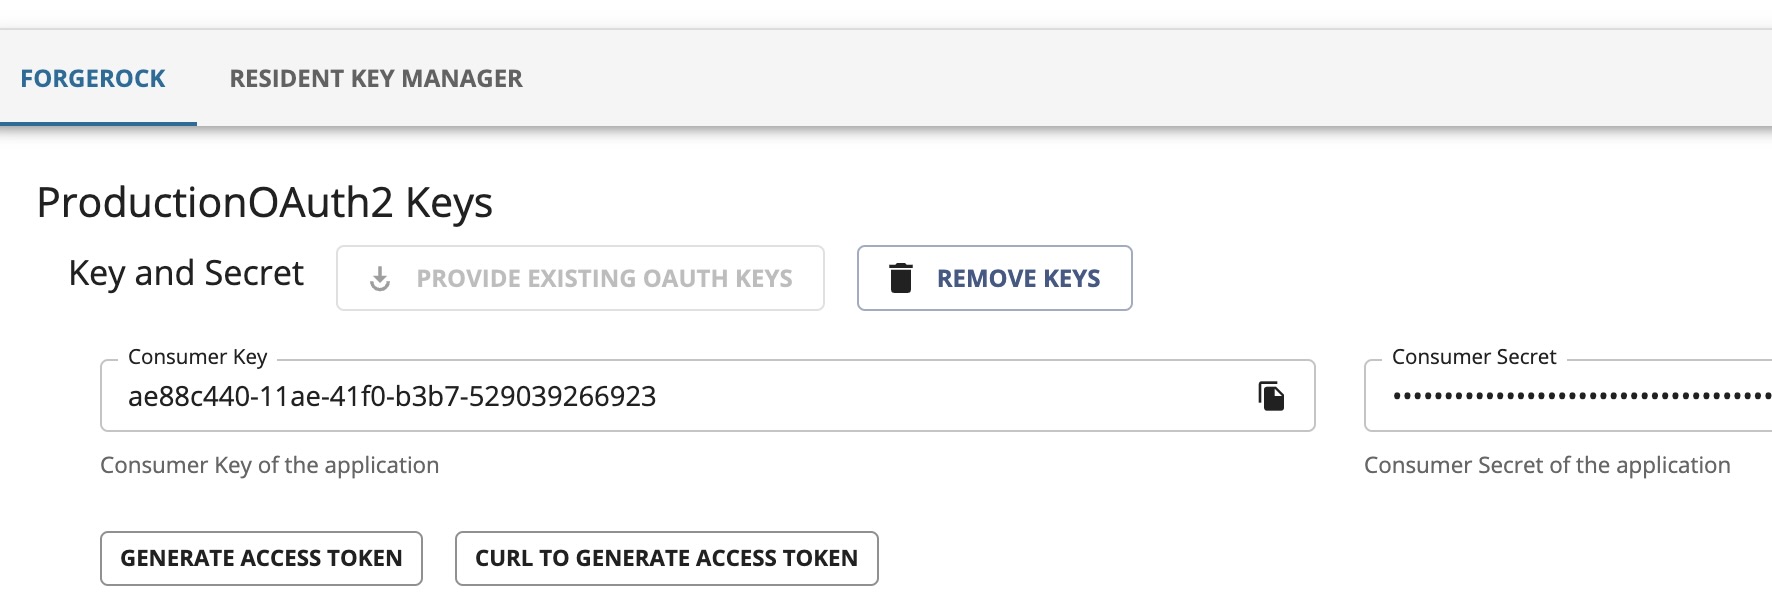 FORGEROCK RESIDENT KEY MANAGER
ProductionOAuth2 Keys
Key and Secret PROVIDE EXISTING OAUTH KEYS REMOVE KEYS
Consumer Key Consumer Secret
ae88c440-11ae-41f0-b3b7-529039266923 ••••••••••••••••••••••••••••••••••••
Consumer Key of the application Consumer Secret of the application
GENERATE ACCESS TOKEN CURL TO GENERATE ACCESS TOKEN